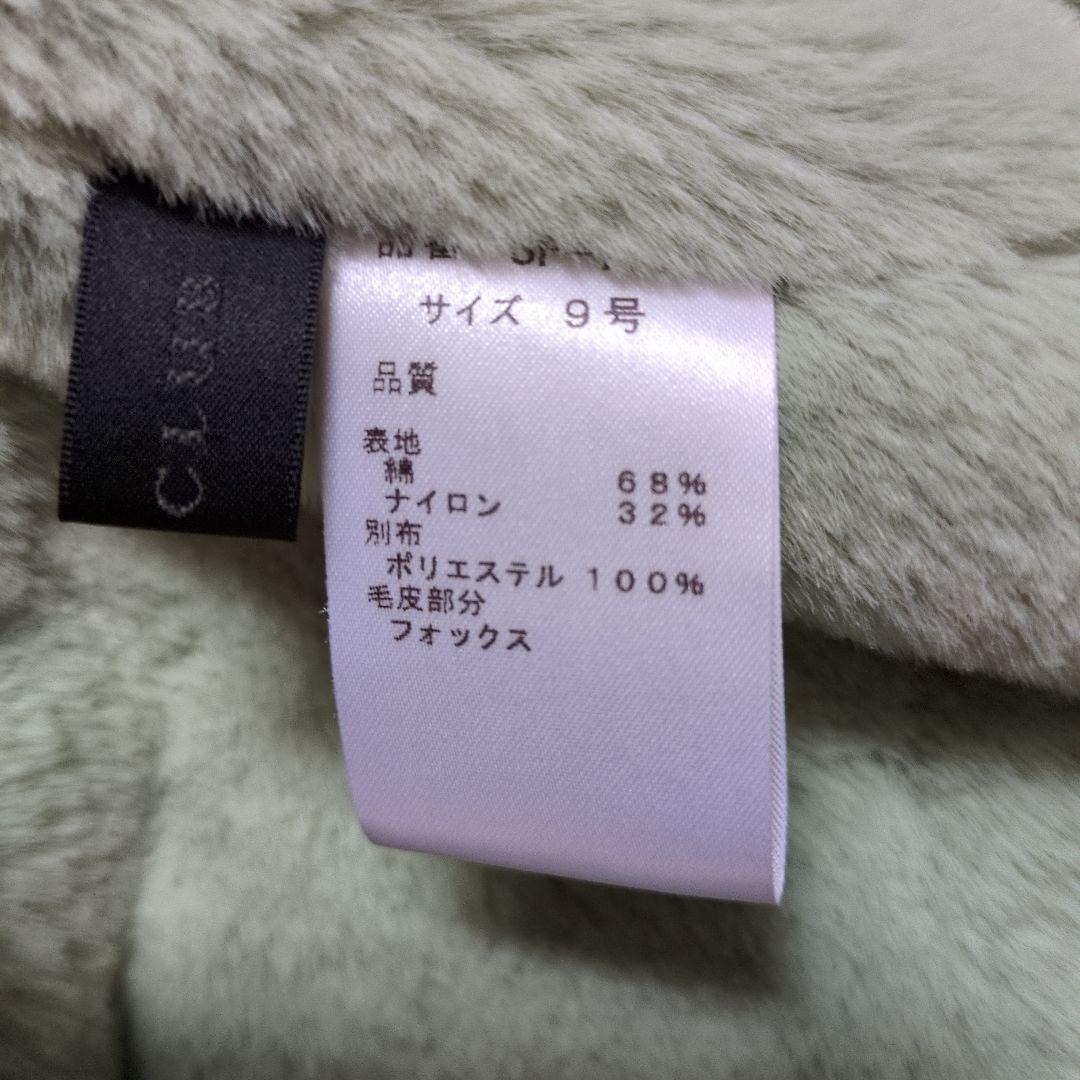 サイズ 9号
品質
表地
綿 68%
ナイロン 32%
別布
ポリエステル 100%
毛皮部分
フォックス